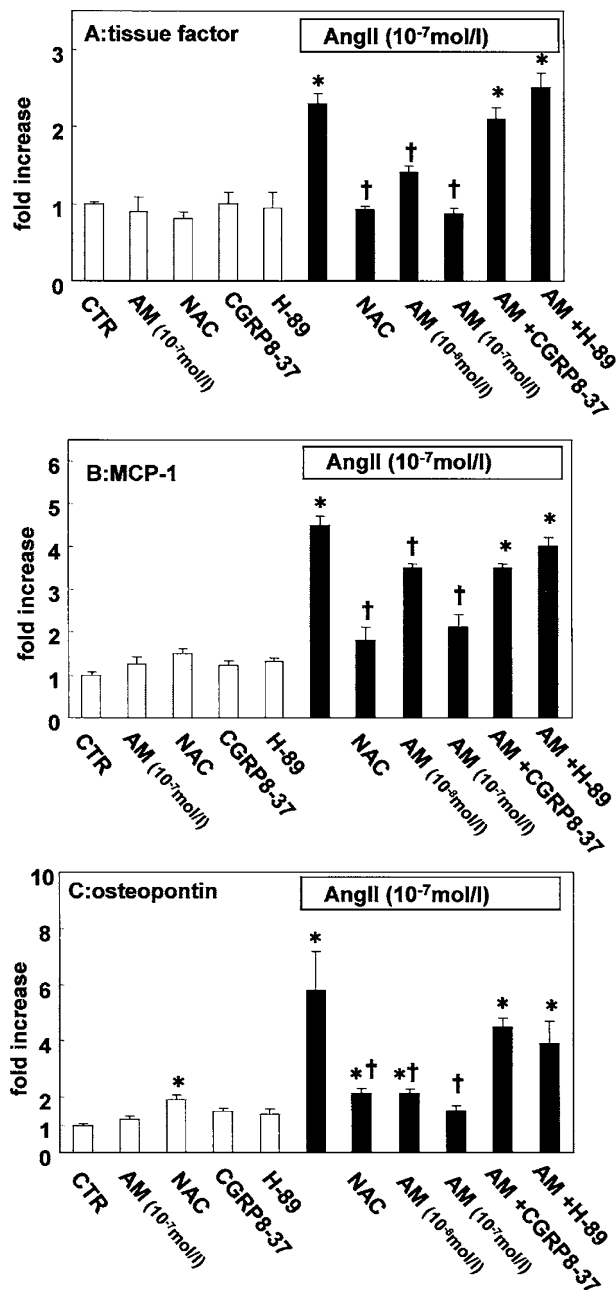 A:tissue factor
AngII (10-7mol/l)
fold increase
3
2
1
0
*
†
†
†
*
*
CTR
AM (10-7mol/l)
NAC
CGRP8-37
H-89
NAC
AM (10-8mol/l)
AM (10-7mol/l)
AM +CGRP8-37
AM +H-89
B:MCP-1
AngII (10-7mol/l)
fold increase
6
5
4
3
2
1
0
*
†
†
†
*
*
CTR
AM (10-7mol/l)
NAC
CGRP8-37
H-89
NAC
AM (10-8mol/l)
AM (10-7mol/l)
AM +CGRP8-37
AM +H-89
C:osteopontin
AngII (10-7mol/l)
fold increase
10
8
6
4
2
1
0
*
*
*†
*†
†
*
*
CTR
AM (10-7mol/l)
NAC
CGRP8-37
H-89
NAC
AM (10-8mol/l)
AM (10-7mol/l)
AM +CGRP8-37
AM +H-89